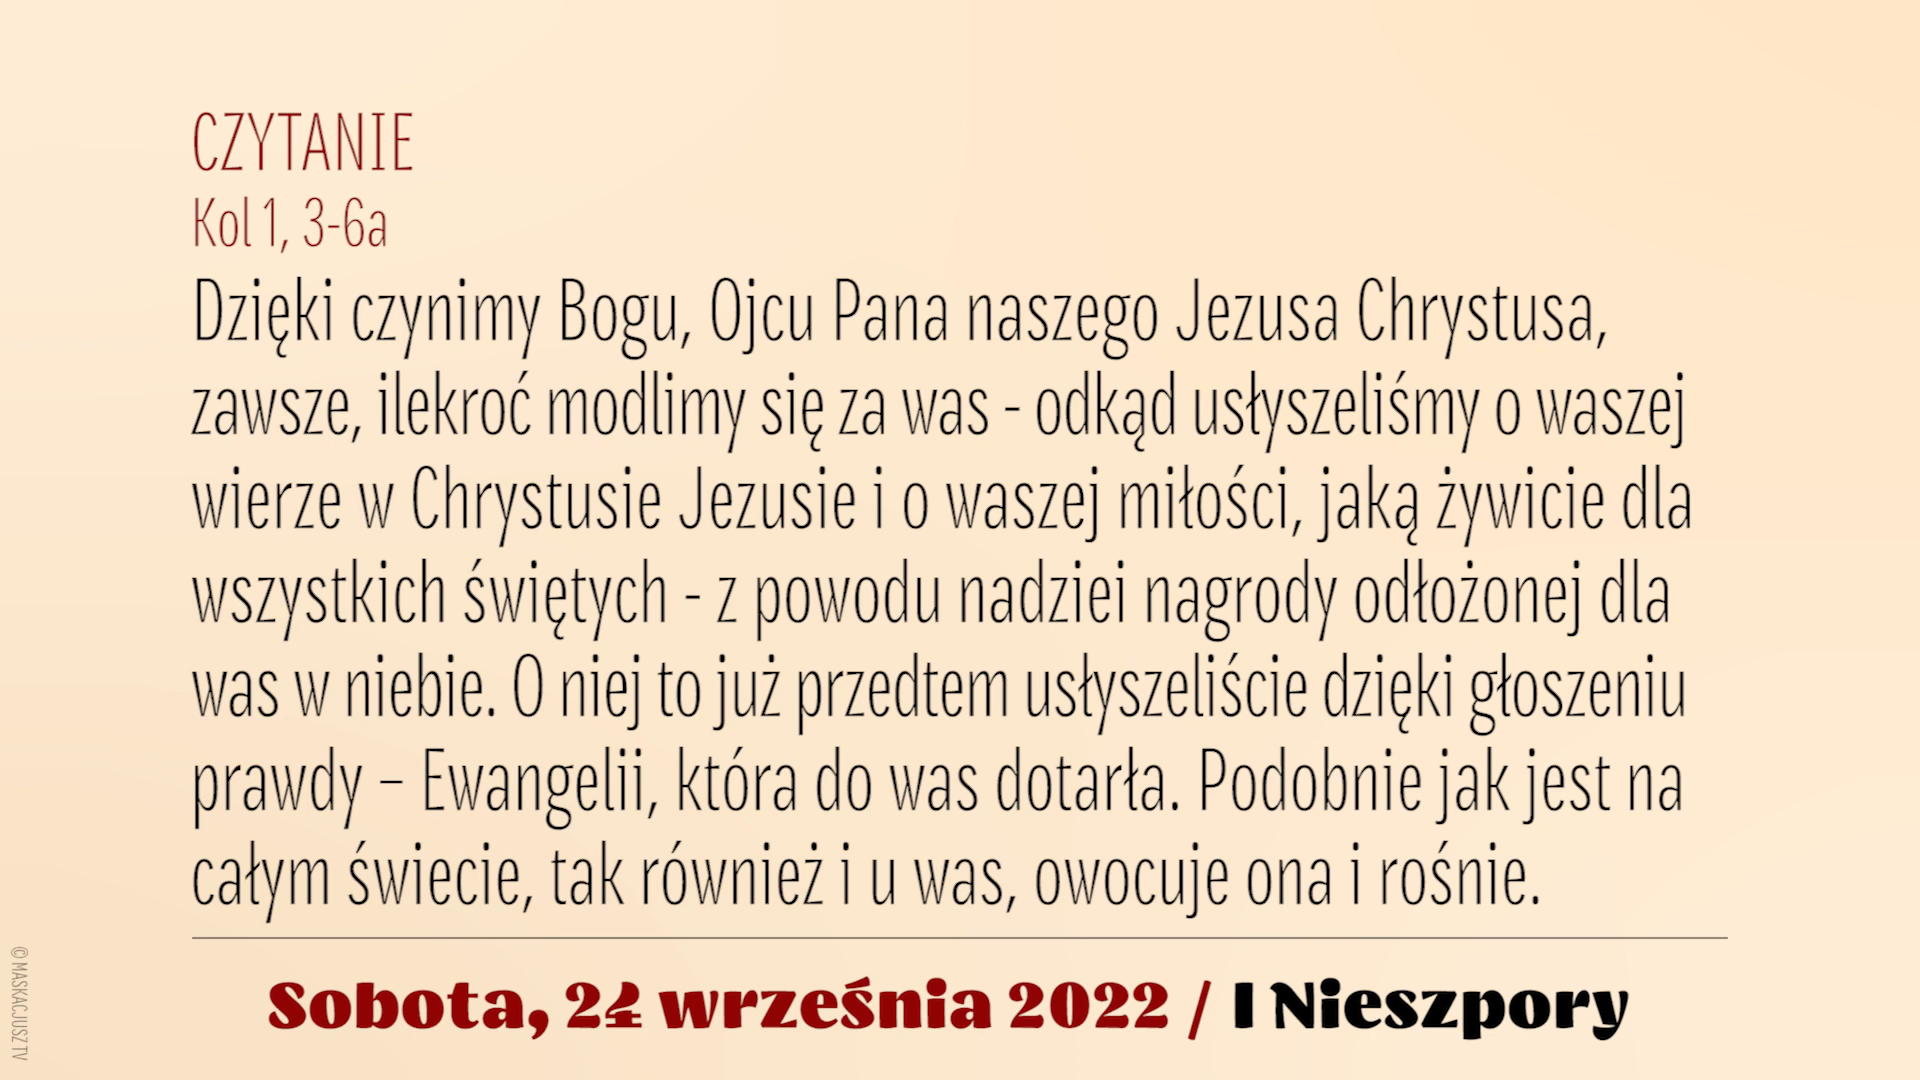 CZYTANIE
Kol 1, 3-6a
Dzięki czynimy Bogu, Ojcu Pana naszego Jezusa Chrystusa,
zawsze, ilekroć modlimy się za was - odkąd usłyszeliśmy o waszej
wierze w Chrystusie Jezusie i o waszej miłości, jaką żywicie dla
wszystkich świętych - z powodu nadziei nagrody odłożonej dla
was w niebie. O niej to już przedtem usłyszeliście dzięki głoszeniu
prawdy – Ewangelii, która do was dotarła. Podobnie jak jest na
całym świecie, tak również i u was, owocuje ona i rośnie.
Sobota, 24 września 2022 / I Nieszpory
© MASKACJUSZ TV